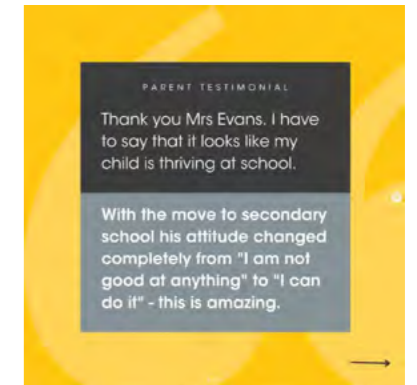 PARENT TESTIMONIAL
Thank you Mrs Evans. I have
to say that it looks like my
child is thriving at school.
With the move to secondary
school his attitude changed
completely from "I am not
good at anything" to "I can
do it" - this is amazing.